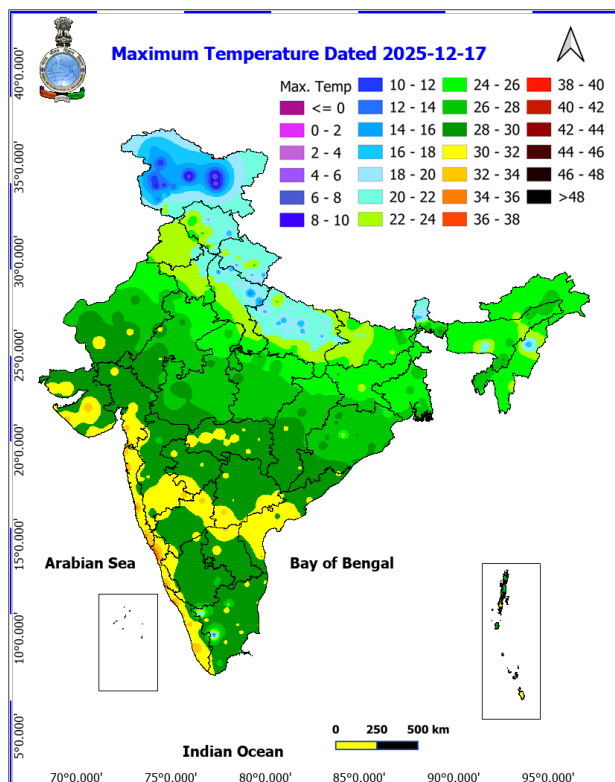 Maximum Temperature Dated 2025-12-17
Max. Temp
<= 0
0 - 2
2 - 4
4 - 6
6 - 8
8 - 10
10 - 12
12 - 14
14 - 16
16 - 18
18 - 20
20 - 22
22 - 24
24 - 26
26 - 28
28 - 30
30 - 32
32 - 34
34 - 36
36 - 38
38 - 40
40 - 42
42 - 44
44 - 46
46 - 48
>48
40°0.000'
35°0.000'
30°0.000'
25°0.000'
20°0.000'
15°0.000'
10°0.000'
5°0.000'
Arabian Sea
Bay of Bengal
Indian Ocean
0 250 500 km
70°0.000' 75°0.000' 80°0.000' 85°0.000' 90°0.000' 95°0.000'